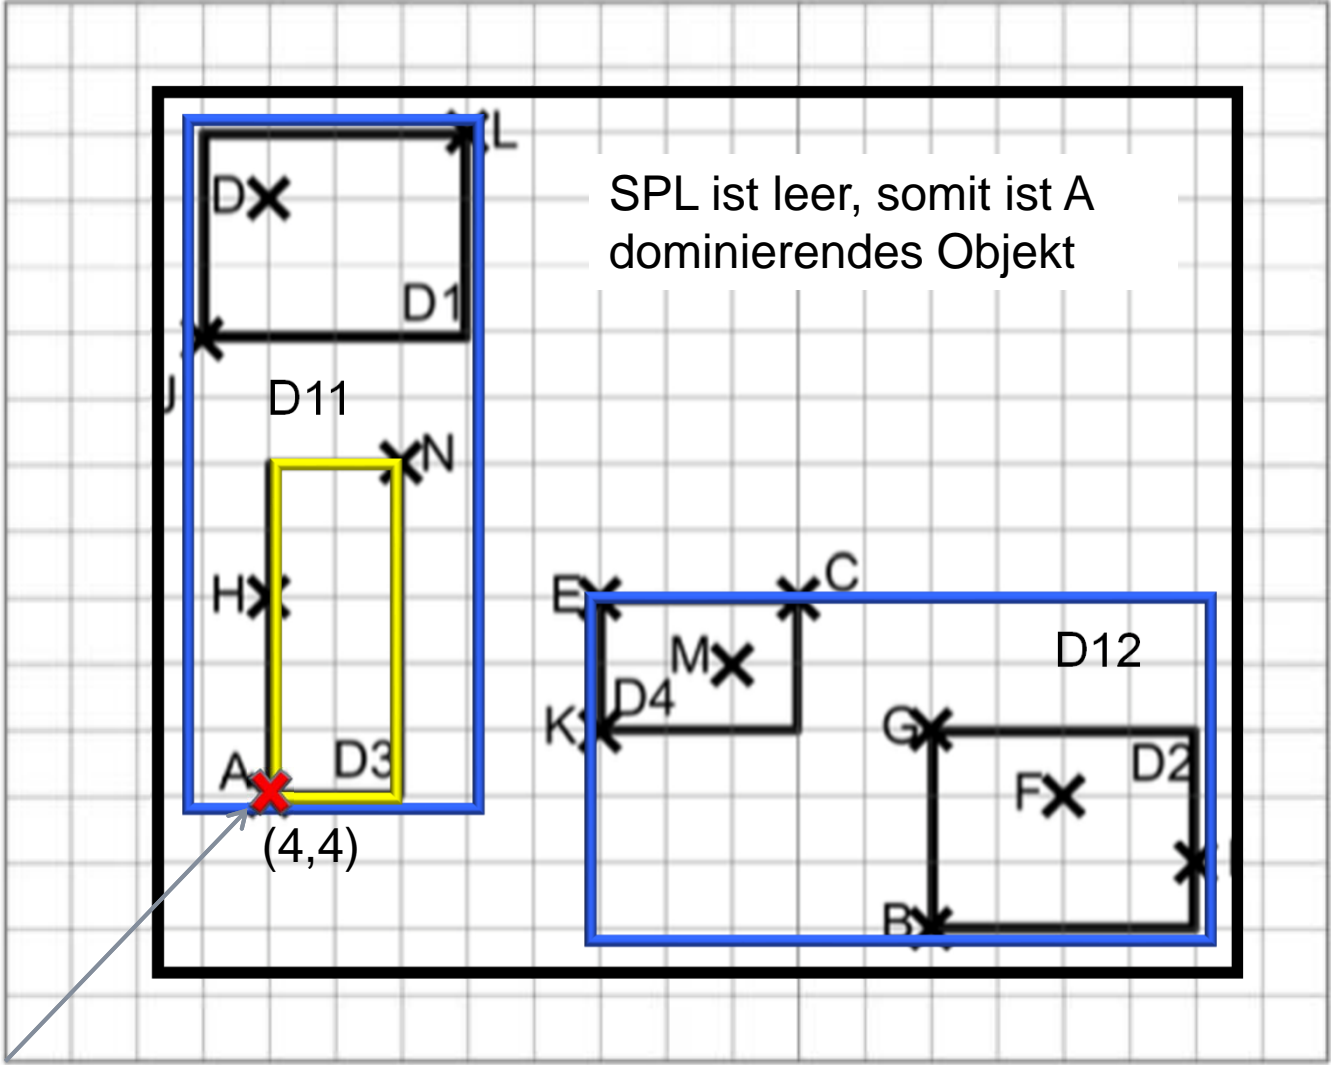 L
D
SPL ist leer, somit ist A
dominierendes Objekt
D1
J
D11
N
H
E
C
M
D12
D4
K
G
D2
A
D3
F
(4,4)
B